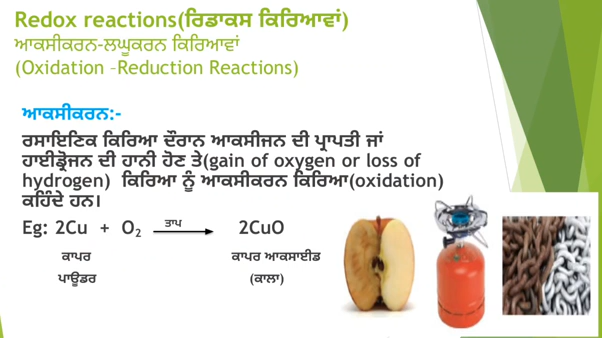 Redox reactions(ਰਿਡਾਕਸ ਕਿਰਿਆਵਾਂ)
ਆਕਸੀਕਰਨ-ਲਘੂਕਰਨ ਕਿਰਿਆਵਾਂ
(Oxidation –Reduction Reactions)
ਆਕਸੀਕਰਨ:-
ਰਸਾਇਣਿਕ ਕਿਰਿਆ ਦੌਰਾਨ ਆਕਸੀਜਨ ਦੀ ਪ੍ਰਾਪਤੀ ਜਾਂ
ਹਾਈਡ੍ਰੋਜਨ ਦੀ ਹਾਨੀ ਹੋਣ ਤੇ(gain of oxygen or loss of
hydrogen) ਕਿਰਿਆ ਨੂੰ ਆਕਸੀਕਰਨ ਕਿਰਿਆ(oxidation)
ਕਹਿੰਦੇ ਹਨ।
Eg: 2Cu + O₂ ਤਾਪ 2CuO
ਕਾਪਰ ਕਾਪਰ ਆਕਸਾਈਡ
ਪਾਊਡਰ (ਕਾਲਾ)